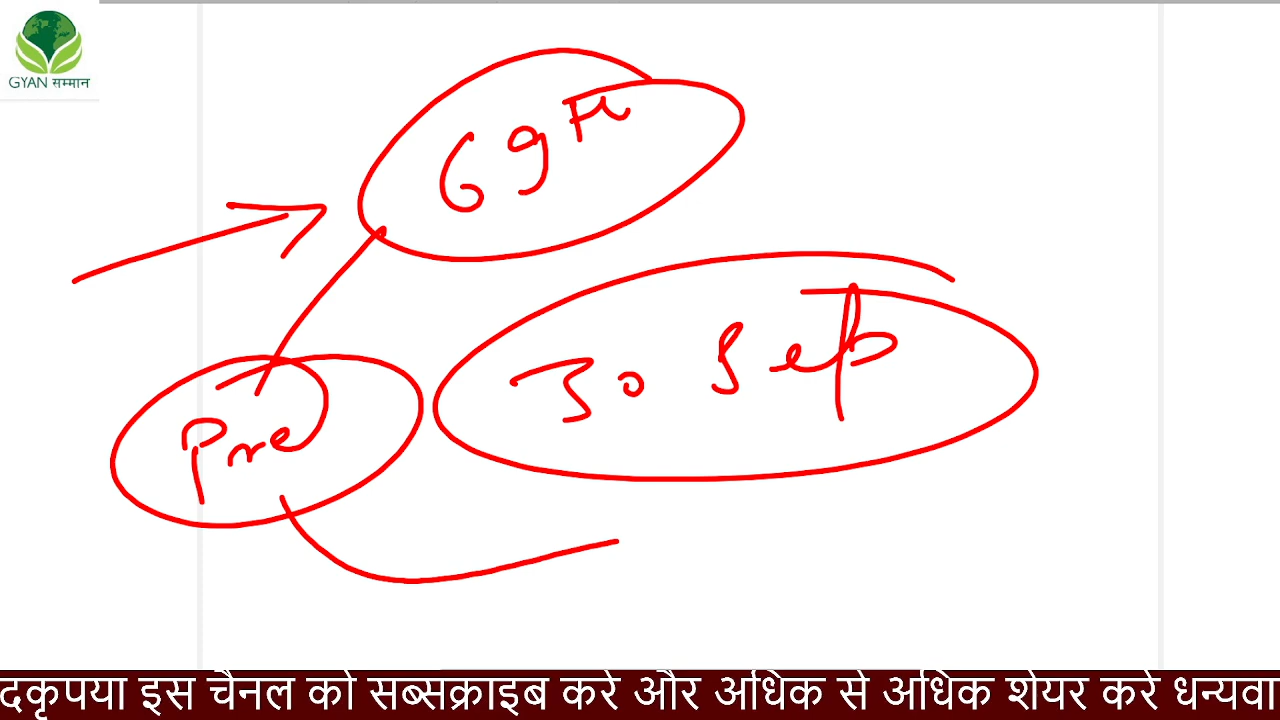 GYAN सम्मान
69th
30 Sep
Pre
दकृपया इस चैनल को सब्सक्राइब करे और अधिक से अधिक शेयर करे धन्यवा